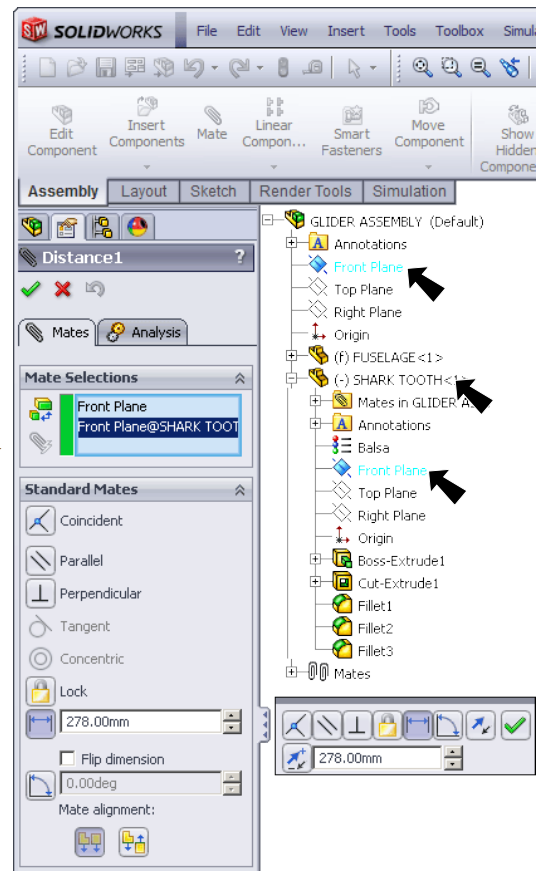 SOLIDWORKS File Edit View Insert Tools Toolbox Simula
Edit Component
Insert Components
Mate
Linear Compon...
Smart Fasteners
Move Component
Show Hidden Compone
Assembly Layout Sketch Render Tools Simulation
Distance1 ?
Mates Analysis
Mate Selections
Front Plane
Front Plane@SHARK TOOT
Standard Mates
Coincident
Parallel
Perpendicular
Tangent
Concentric
Lock
278.00mm
Flip dimension
0.00deg
Mate alignment:
GLIDER ASSEMBLY (Default)
A Annotations
Front Plane
Top Plane
Right Plane
Origin
(f) FUSELAGE<1>
(-) SHARK TOOTH<1>
Mates in GLIDER AS
A Annotations
Balsa
Front Plane
Top Plane
Right Plane
Origin
Boss-Extrude1
Cut-Extrude1
Fillet1
Fillet2
Fillet3
Mates
278.00mm